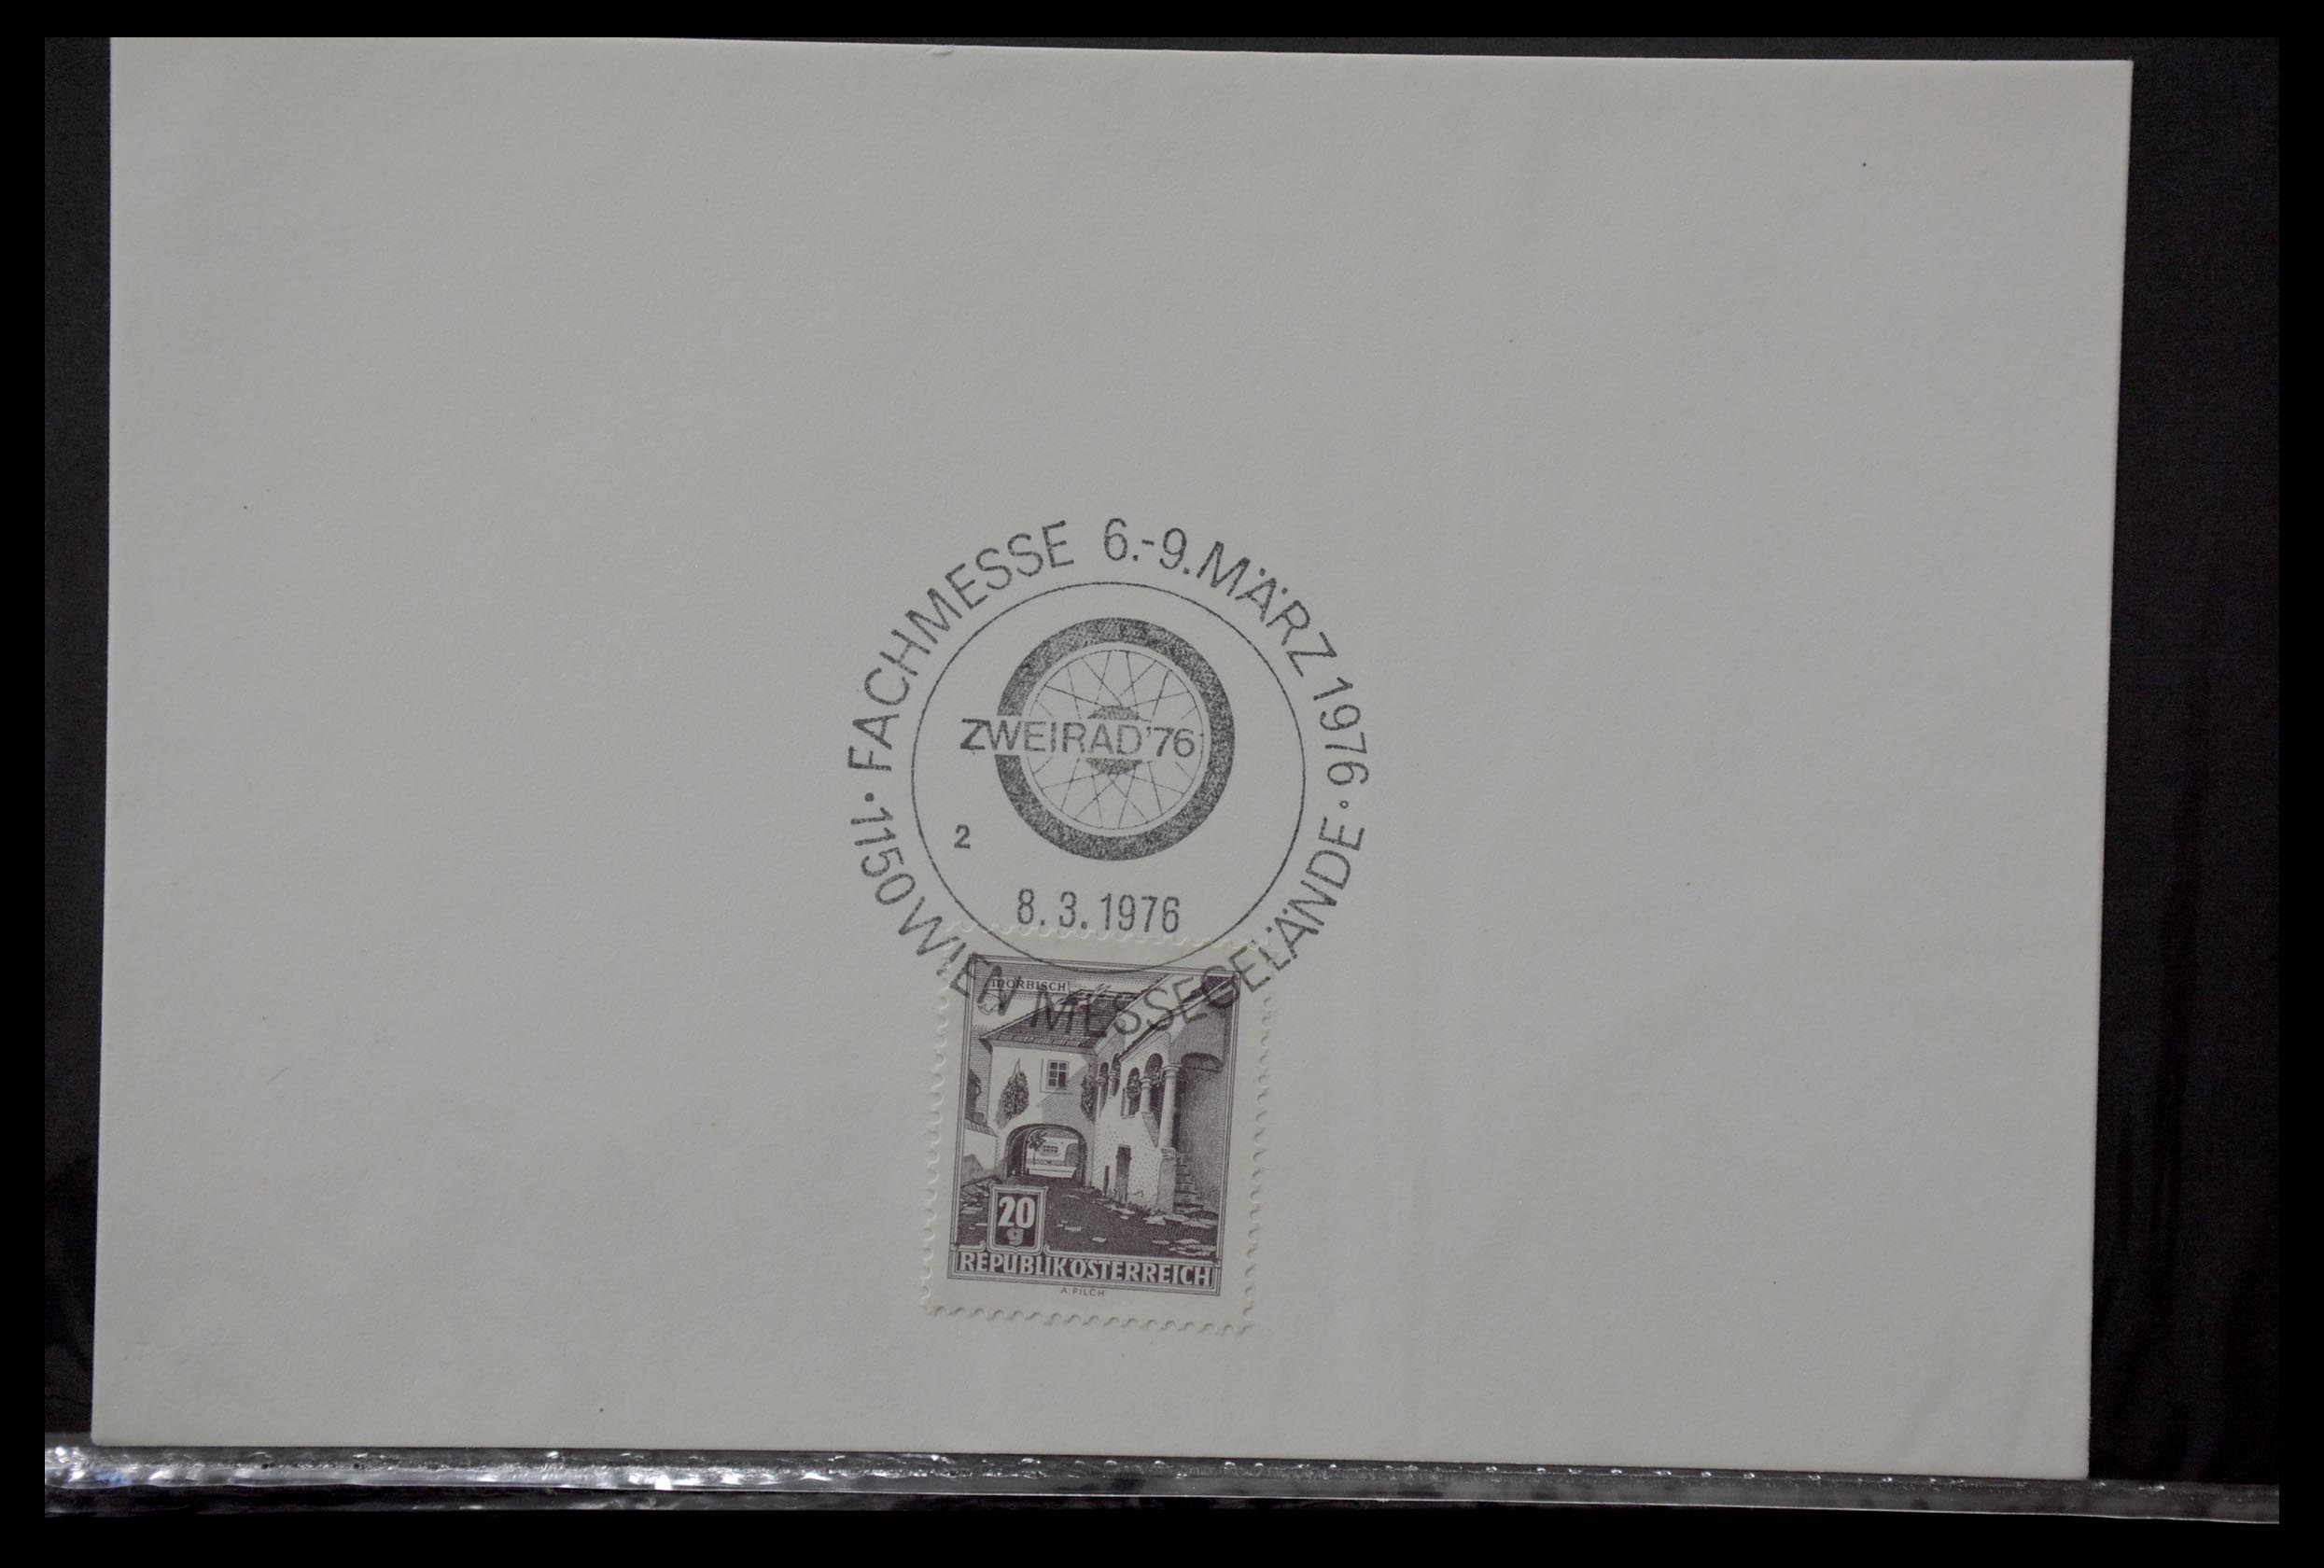 FACHMESSE 6.-9. MÄRZ 1976 · 1150 WIEN MESSEGELÄNDE ·
ZWEIRAD'76
2
8.3.1976
MÖRBISCH
20
g
REPUBLIK ÖSTERREICH
A. PILCH